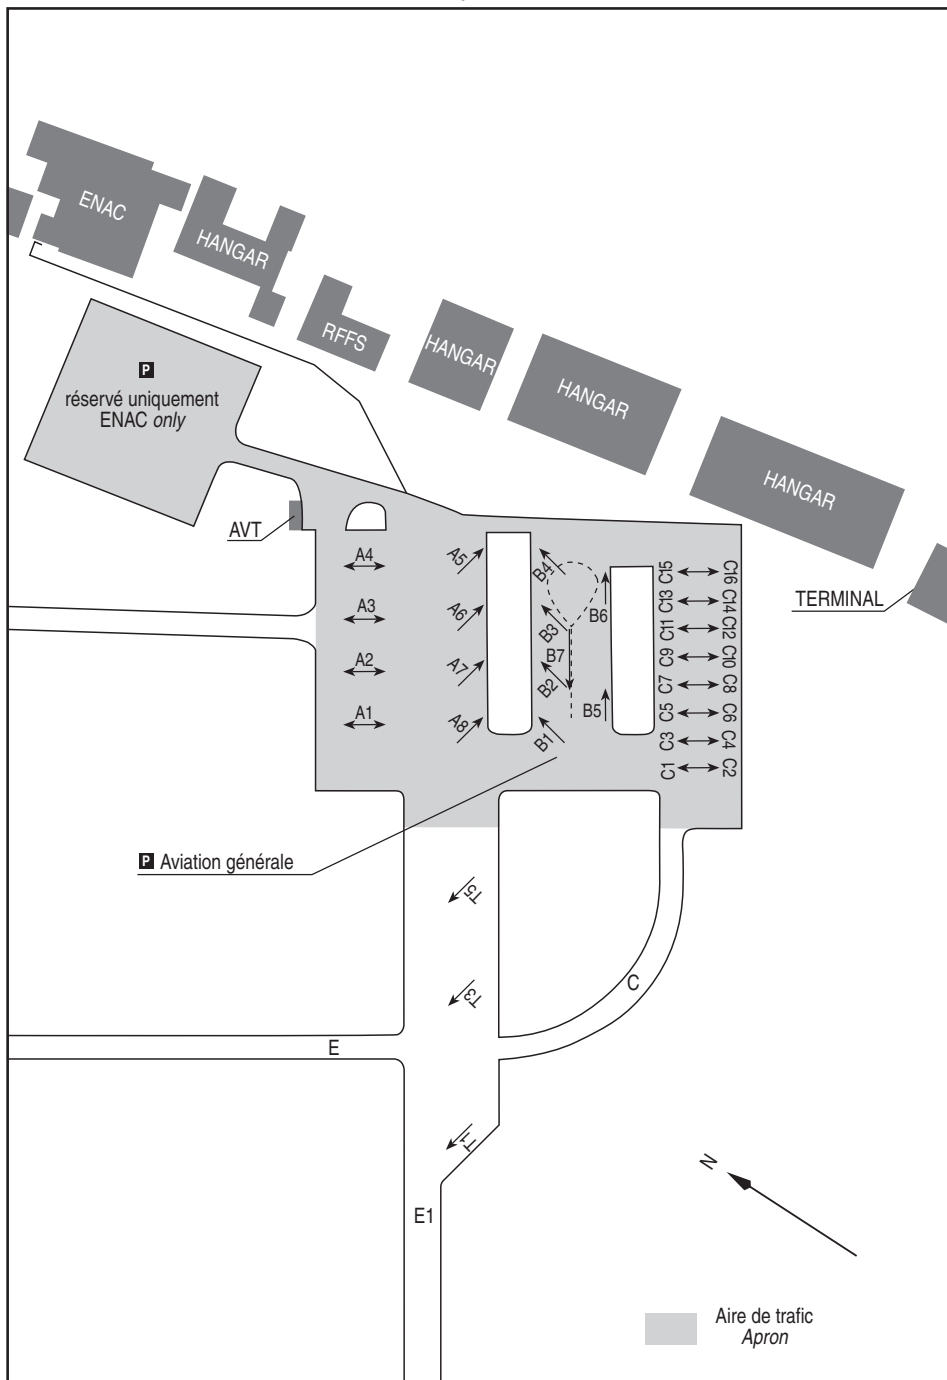 ENAC
HANGAR
RFFS
HANGAR
HANGAR
HANGAR
P
réservé uniquement
ENAC only
AVT
TERMINAL
A4
A3
A2
A1
A5
A6
A7
A8
B4
B3
B7
B2
B1
B6
B5
C15
C16
C13
C14
C11
C12
C9
C10
C7
C8
C5
C6
C3
C4
C1
C2
P Aviation générale
T5
T3
C
E
T1
N
E1
Aire de trafic
Apron